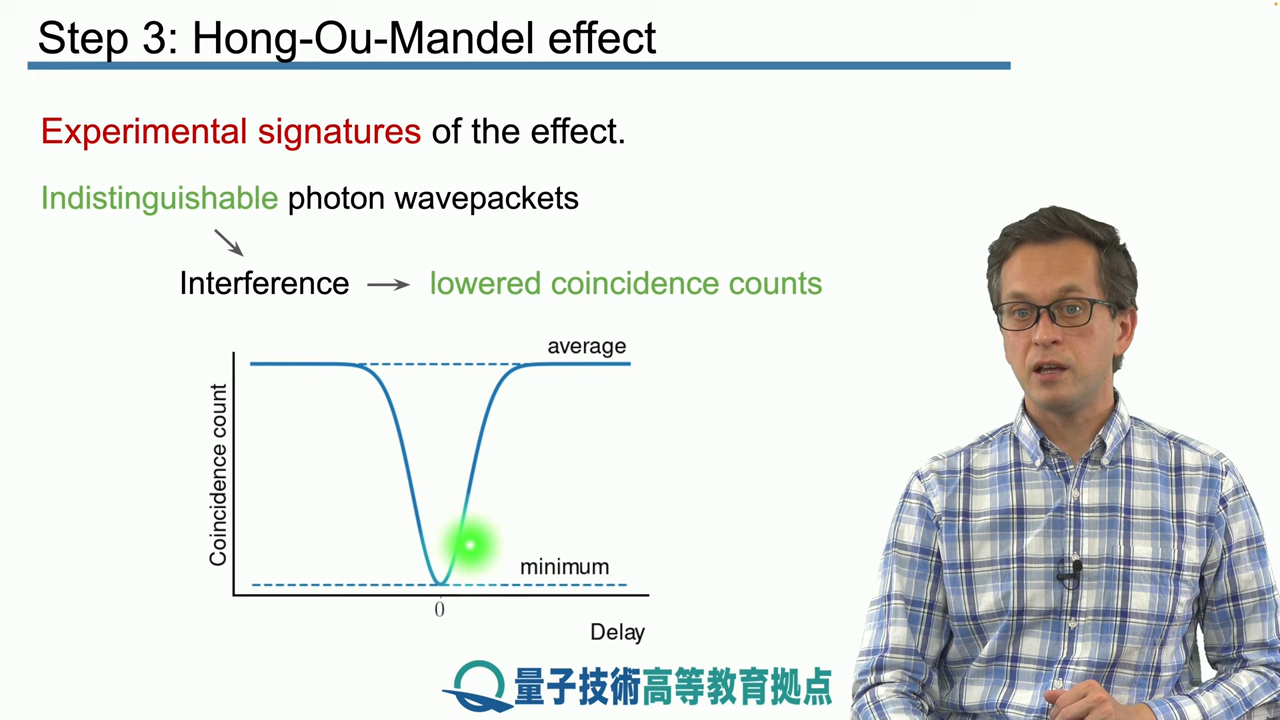 Step 3: Hong-Ou-Mandel effect
Experimental signatures of the effect.
Indistinguishable photon wavepackets
Interference → lowered coincidence counts
average
Coincidence count
minimum
0
Delay
量子技術高等教育拠点